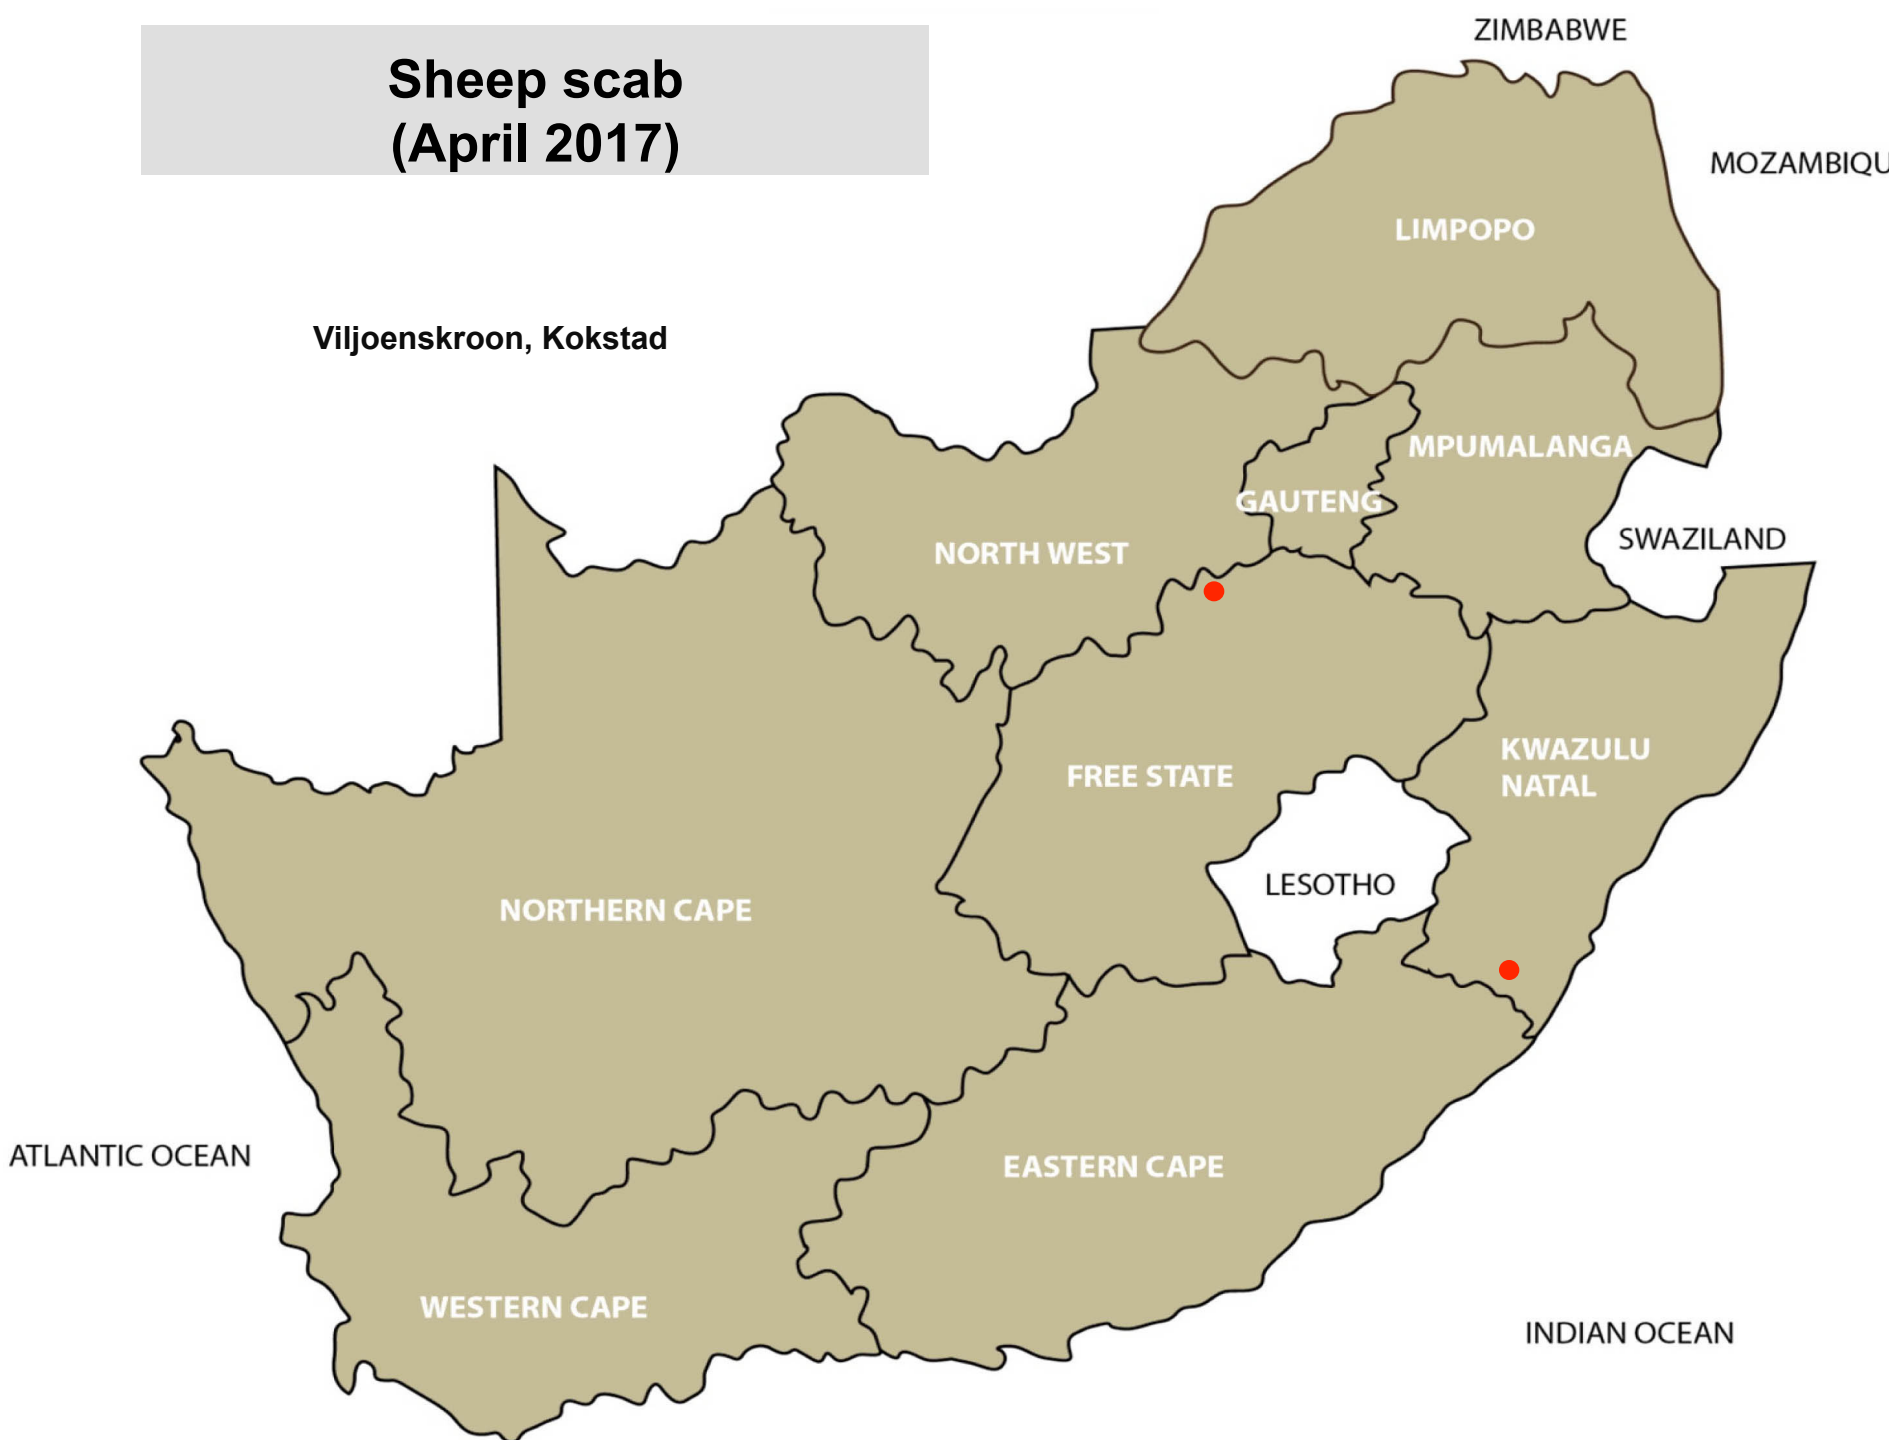 Sheep scab
(April 2017)
ZIMBABWE
MOZAMBIQU
LIMPOPO
Viljoenskroon, Kokstad
MPUMALANGA
GAUTENG
SWAZILAND
NORTH WEST
KWAZULU
NATAL
FREE STATE
LESOTHO
NORTHERN CAPE
ATLANTIC OCEAN
EASTERN CAPE
WESTERN CAPE
INDIAN OCEAN